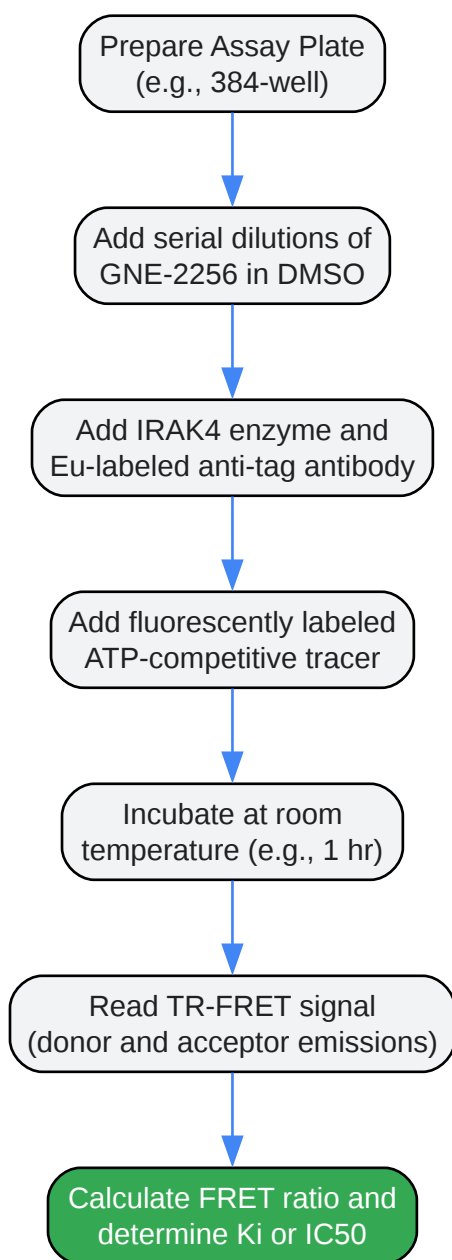 Prepare Assay Plate
(e.g., 384-well)
Add serial dilutions of
GNE-2256 in DMSO
Add IRAK4 enzyme and
Eu-labeled anti-tag antibody
Add fluorescently labeled
ATP-competitive tracer
Incubate at room
temperature (e.g., 1 hr)
Read TR-FRET signal
(donor and acceptor emissions)
Calculate FRET ratio and
determine Ki or IC50